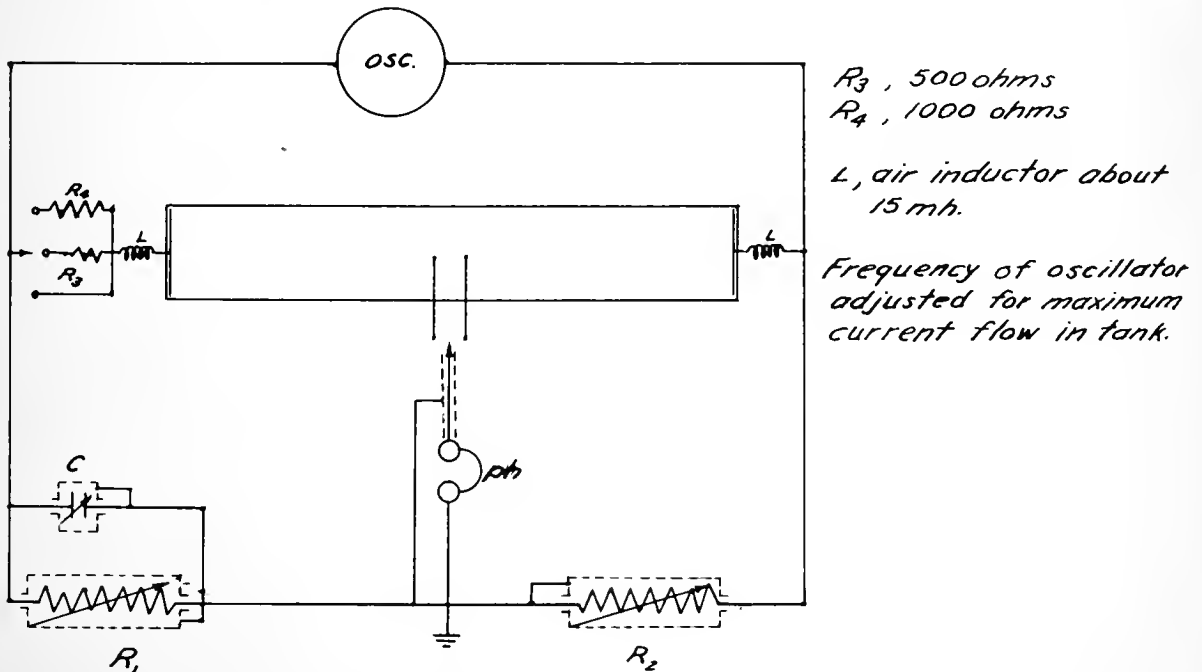 OSC.
R3, 500 ohms
R4, 1000 ohms
L, air inductor about
15 mh.
Frequency of oscillator
adjusted for maximum
current flow in tank.
R4
L
R3
L
C
ph
R1
R2